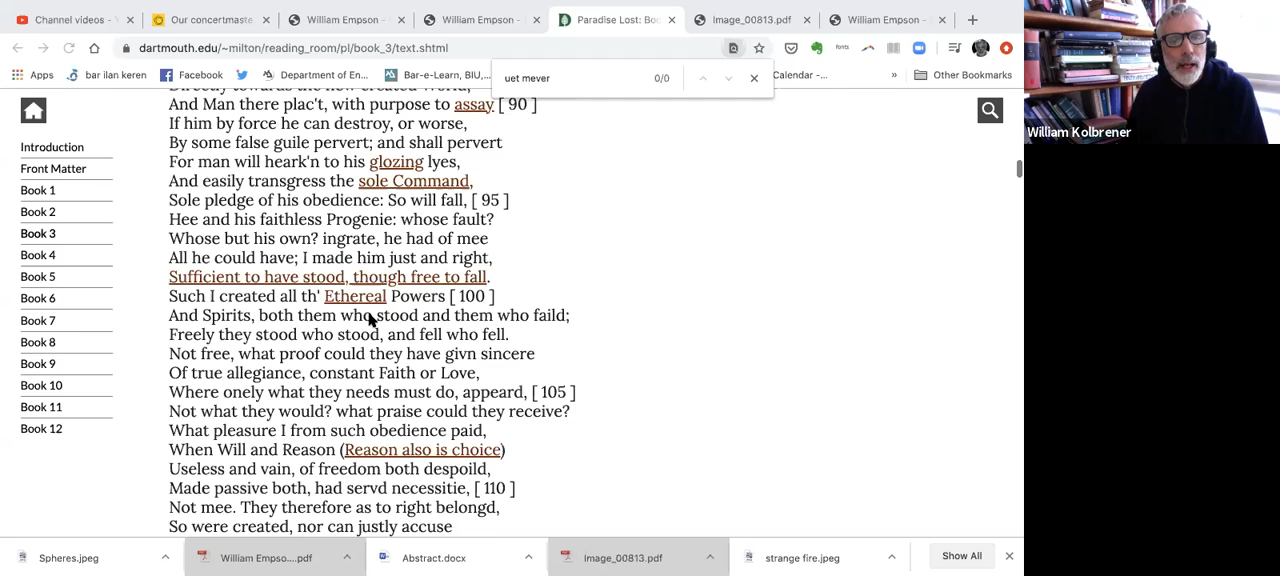 Channel videos - Y
Our concertmaste
William Empson -
William Empson -
Paradise Lost: Boo
Image_00813.pdf
William Empson -
dartmouth.edu/~milton/reading_room/pl/book_3/text.shtml
Apps
bar ilan keren
Facebook
Department of En...
Bar-e-Learn, BIU,...
Calendar -...
»
Other Bookmarks
fonts
uet mever
0/0
William Kolbrener
Introduction
Front Matter
Book 1
Book 2
Book 3
Book 4
Book 5
Book 6
Book 7
Book 8
Book 9
Book 10
Book 11
Book 12
Directly towards the new created World,
And Man there plac't, with purpose to assay [ 90 ]
If him by force he can destroy, or worse,
By some false guile pervert; and shall pervert
For man will heark'n to his glozing lyes,
And easily transgress the sole Command,
Sole pledge of his obedience: So will fall, [ 95 ]
Hee and his faithless Progenie: whose fault?
Whose but his own? ingrate, he had of mee
All he could have; I made him just and right,
Sufficient to have stood, though free to fall.
Such I created all th' Ethereal Powers [ 100 ]
And Spirits, both them who stood and them who faild;
Freely they stood who stood, and fell who fell.
Not free, what proof could they have givn sincere
Of true allegiance, constant Faith or Love,
Where onely what they needs must do, appeard, [ 105 ]
Not what they would? what praise could they receive?
What pleasure I from such obedience paid,
When Will and Reason (Reason also is choice)
Useless and vain, of freedom both despoild,
Made passive both, had servd necessitie, [ 110 ]
Not mee. They therefore as to right belongd,
So were created, nor can justly accuse
Spheres.jpeg
William Empso....pdf
Abstract.docx
Image_00813.pdf
strange fire.jpeg
Show All